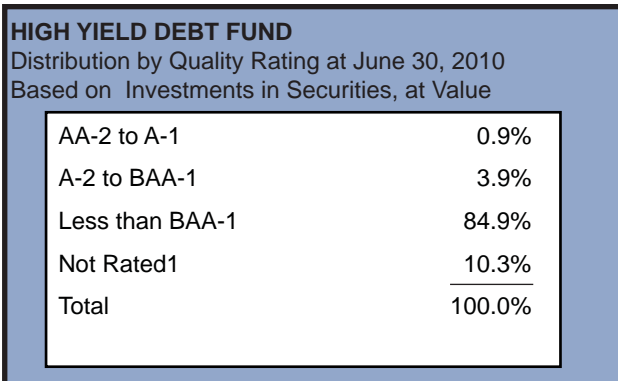 HIGH YIELD DEBT FUND
Distribution by Quality Rating at June 30, 2010
Based on Investments in Securities, at Value
AA-2 to A-1 0.9%
A-2 to BAA-1 3.9%
Less than BAA-1 84.9%
Not Rated1 10.3%
Total 100.0%